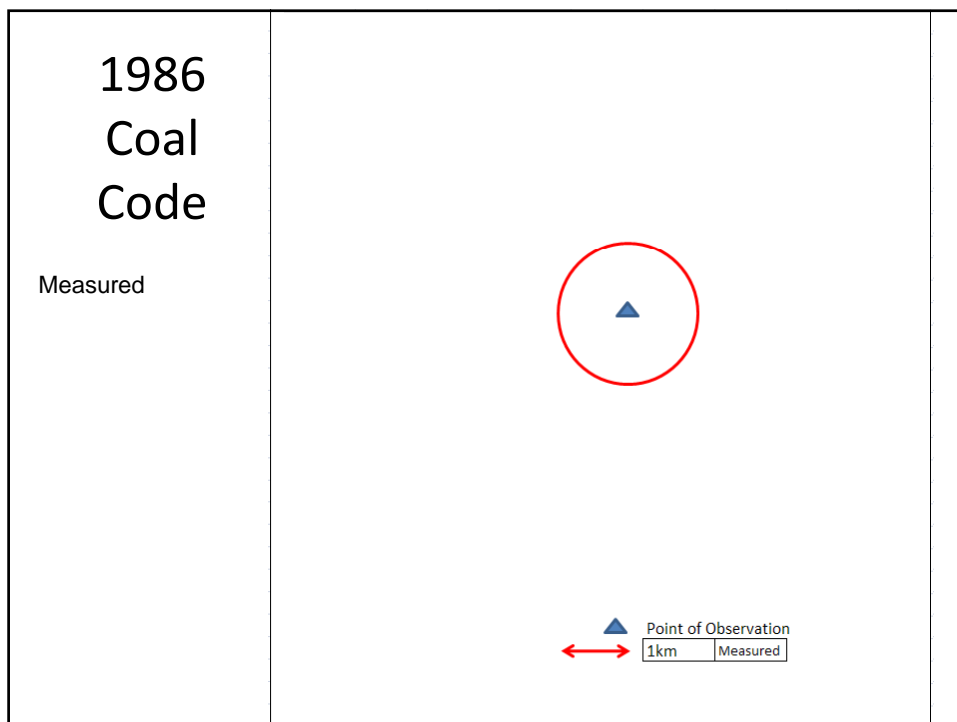 1986
Coal
Code
Measured
Point of Observation
1km Measured